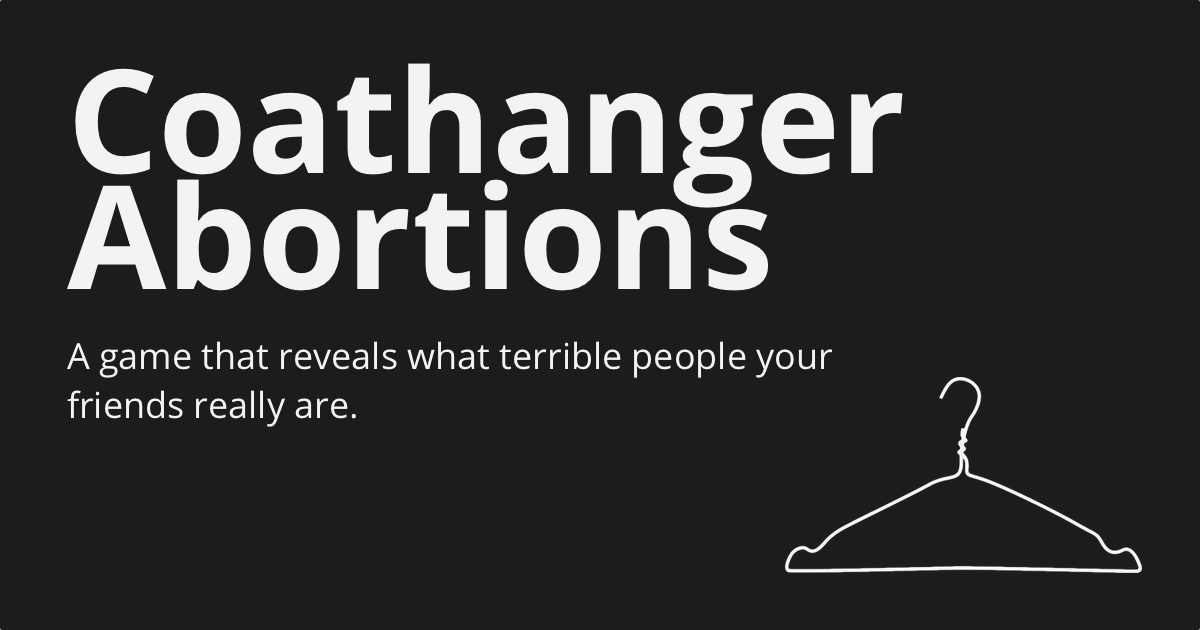 Coathanger
Abortions
A game that reveals what terrible people your
friends really are.